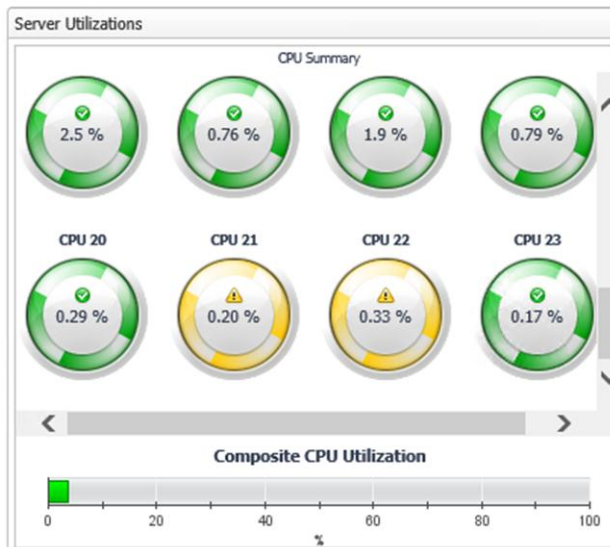 Server Utilizations
CPU Summary
2.5 % 0.76 % 1.9 % 0.79 %
CPU 20 CPU 21 CPU 22 CPU 23
0.29 % 0.20 % 0.33 % 0.17 %
Composite CPU Utilization
0 20 40 60 80 100
%